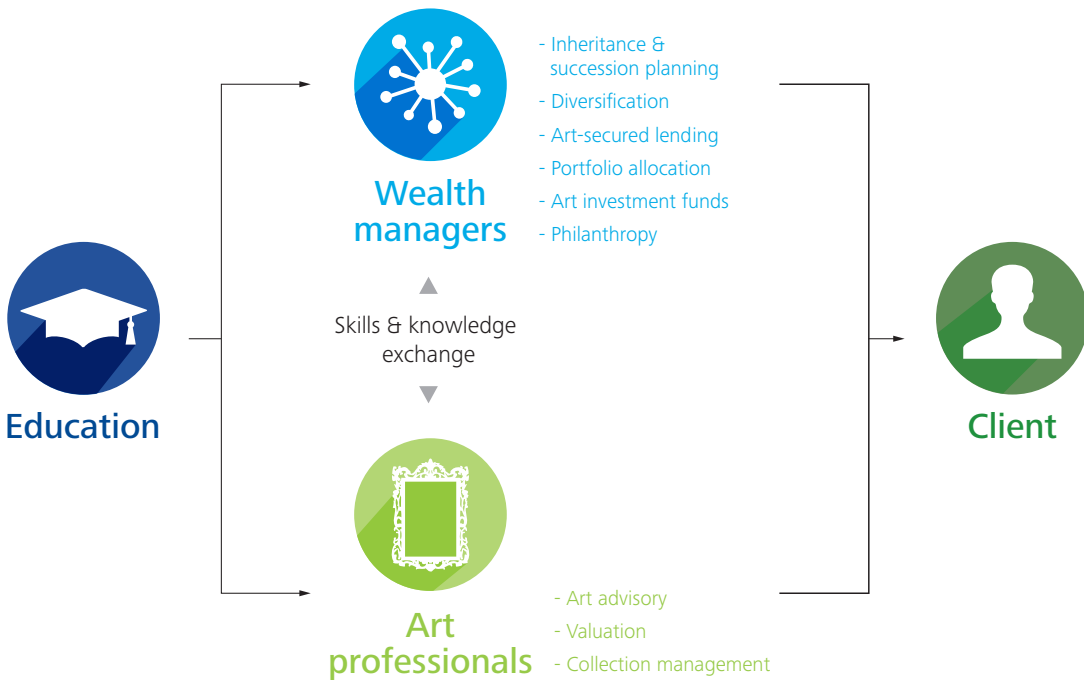 - Inheritance &
succession planning
- Diversification
- Art-secured lending
- Portfolio allocation
- Art investment funds
- Philanthropy
Wealth
managers
Skills & knowledge
exchange
Education
Client
Art
professionals
- Art advisory
- Valuation
- Collection management